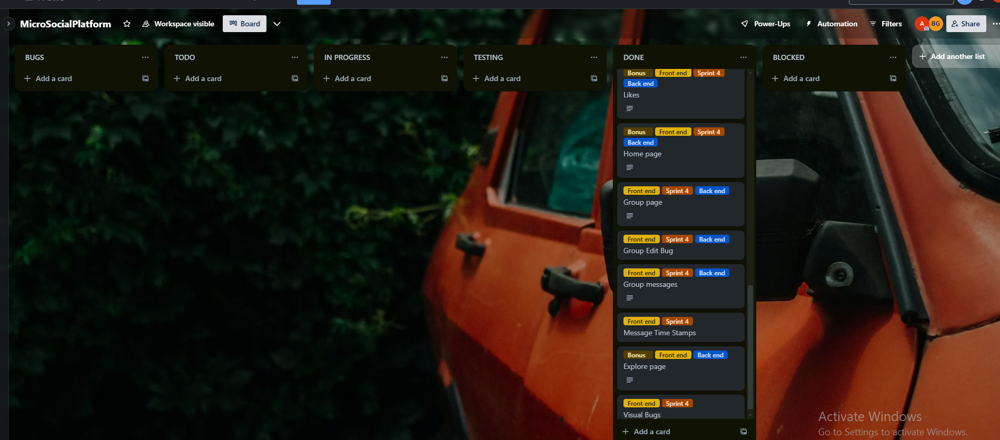 MicroSocialPlatform
Workspace visible
Board
Power-Ups
Automation
Filters
A
BG
Share
BUGS
Add a card
TODO
Add a card
IN PROGRESS
Add a card
TESTING
Add a card
DONE
Bonus Front end Sprint 4
Back end
Likes
Bonus Front end Sprint 4
Back end
Home page
Front end Sprint 4 Back end
Group page
Front end Sprint 4 Back end
Group Edit Bug
Front end Sprint 4 Back end
Group messages
Front end Sprint 4
Message Time Stamps
Bonus Front end Back end
Explore page
Front end Sprint 4
Visual Bugs
Add a card
BLOCKED
Add a card
Add another list
Activate Windows
Go to Settings to activate Windows.